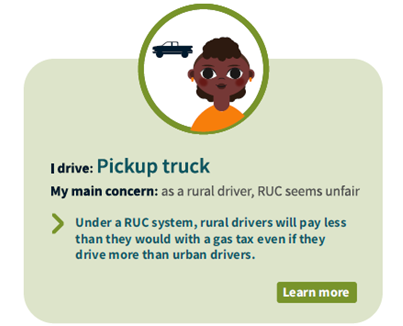 I drive: Pickup truck
My main concern: as a rural driver, RUC seems unfair
Under a RUC system, rural drivers will pay less
than they would with a gas tax even if they
drive more than urban drivers.
Learn more